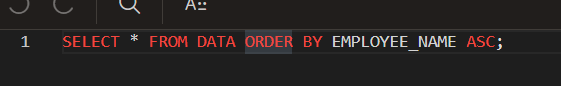 A::
1 SELECT * FROM DATA ORDER BY EMPLOYEE_NAME ASC;